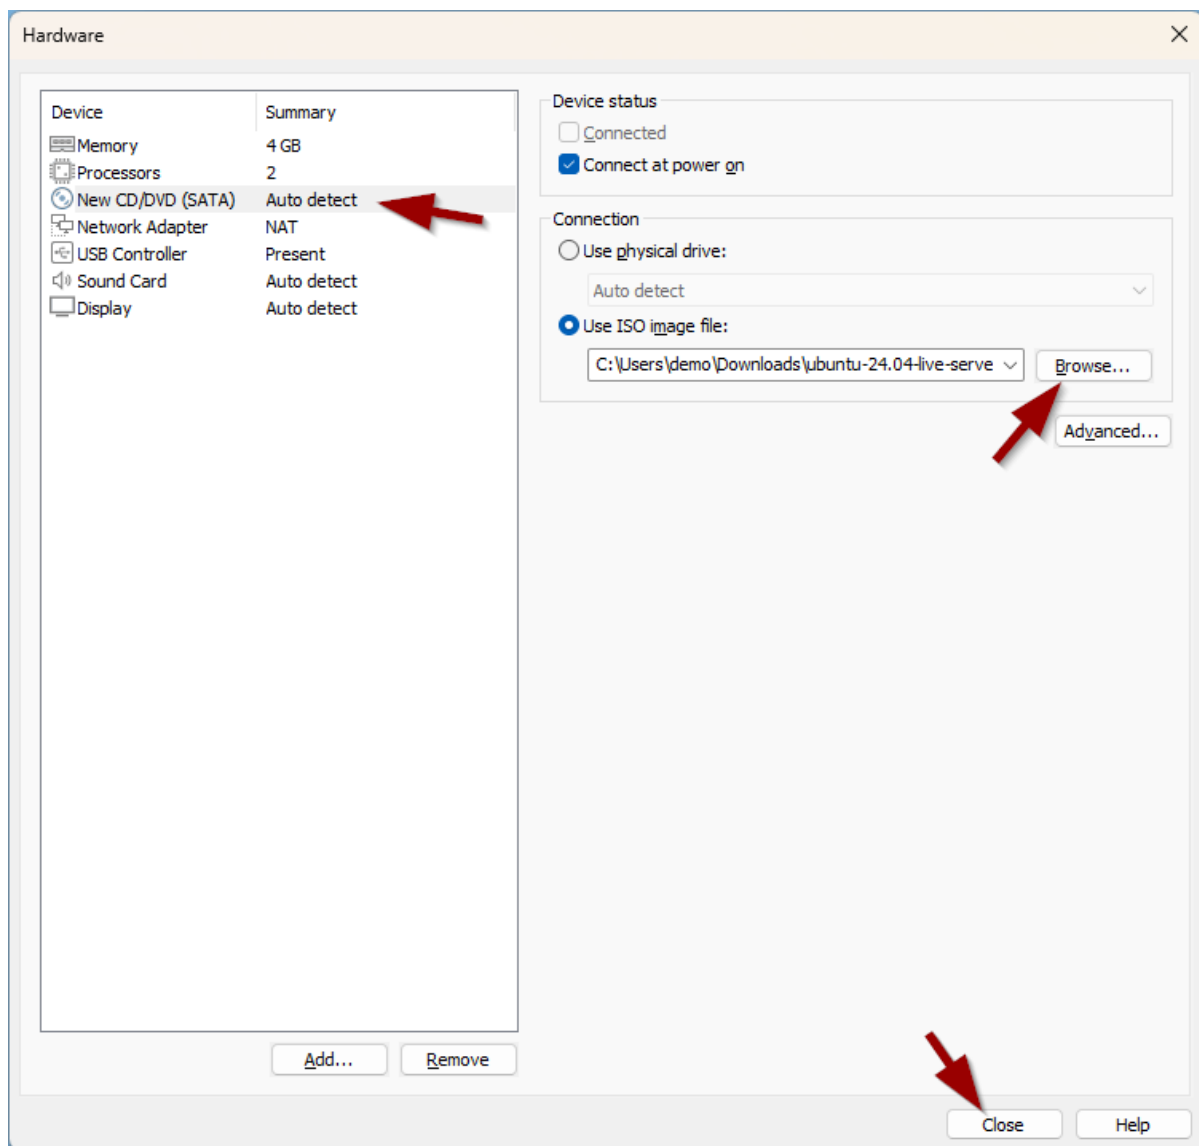 Hardware
Device Summary
Memory 4 GB
Processors 2
New CD/DVD (SATA) Auto detect
Network Adapter NAT
USB Controller Present
Sound Card Auto detect
Display Auto detect
Add... Remove
Device status
Connected
Connect at power on
Connection
Use physical drive:
Auto detect
Use ISO image file:
C:\Users\demo\Downloads\ubuntu-24.04-live-serve Browse...
Advanced...
Close Help